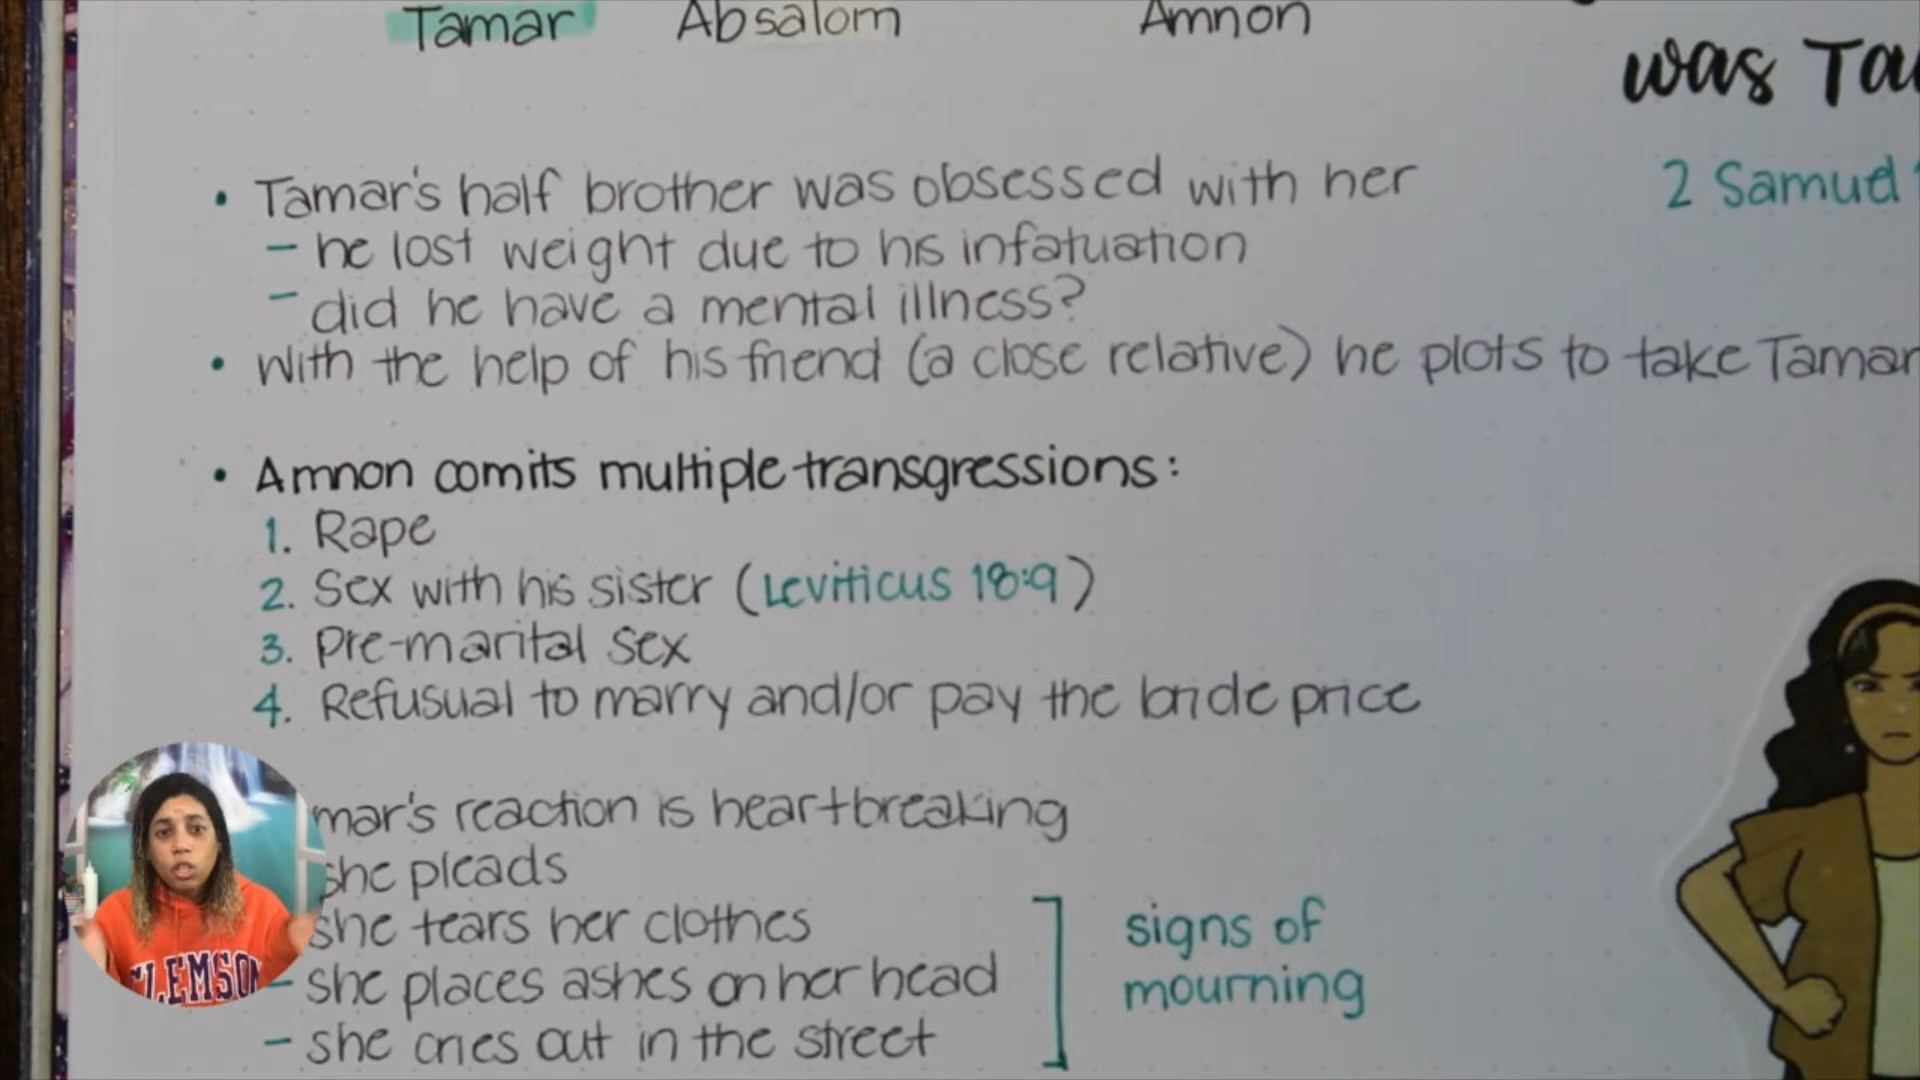 Tamar Absalom Amnon
was Ta
2 Samuel
• Tamar's half brother was obsessed with her
- he lost weight due to his infatuation
- did he have a mental illness?
• With the help of his friend (a close relative) he plots to take Tamar
• Amnon comits multiple transgressions:
1. Rape
2. Sex with his sister (Leviticus 18:9)
3. Pre-marital sex
4. Refusual to marry and/or pay the bride price
mar's reaction is heartbreaking
she pleads
she tears her clothes
- she places ashes on her head
- she cries out in the street
signs of
mourning
CLEMSON